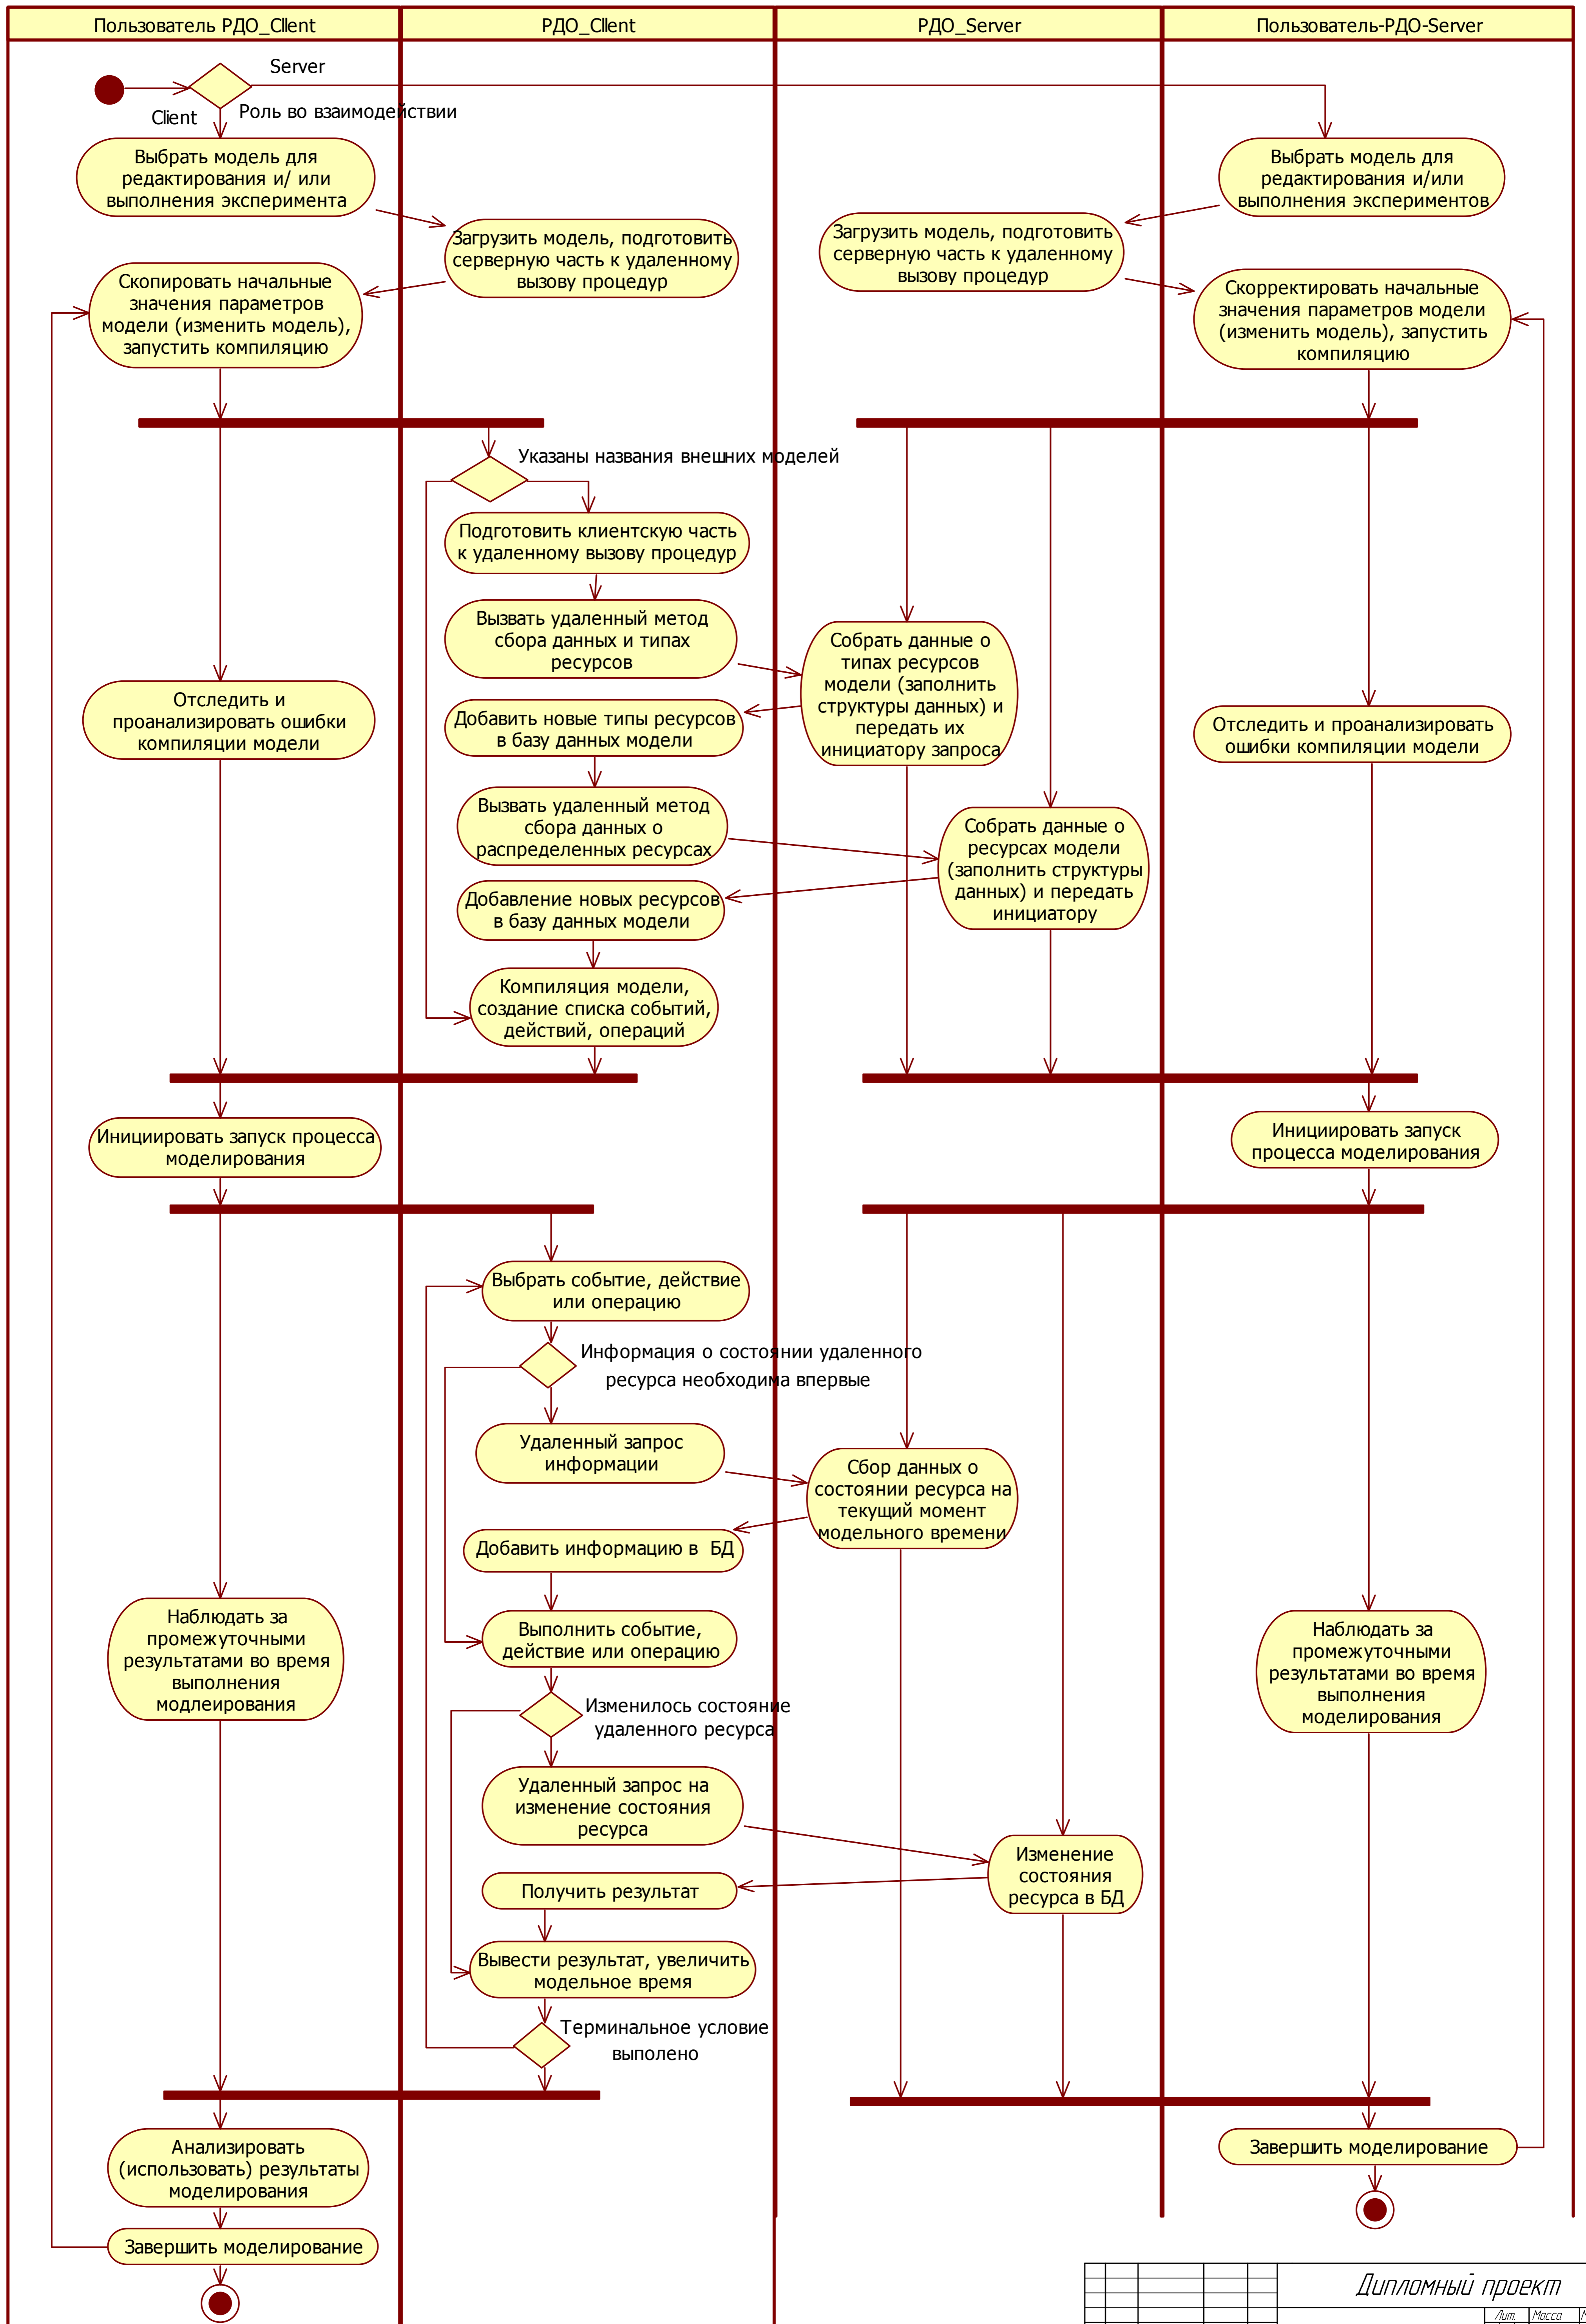 Пользователь РДО_Client
РДО_Client
РДО_Server
Пользователь-РДО-Server
Server
Client
Роль во взаимодействии
Выбрать модель для
редактирования и/ или
выполнения эксперимента
Выбрать модель для
редактирования и/или
выполнения экспериментов
Загрузить модель, подготовить
серверную часть к удаленному
вызову процедур
Загрузить модель, подготовить
серверную часть к удаленному
вызову процедур
Скопировать начальные
значения параметров
модели (изменить модель),
запустить компиляцию
Скорректировать начальные
значения параметров модели
(изменить модель), запустить
компиляцию
Указаны названия внешних моделей
Подготовить клиентскую часть
к удаленному вызову процедур
Вызвать удаленный метод
сбора данных и типах
ресурсов
Собрать данные о
типах ресурсов
модели (заполнить
структуры данных) и
передать их
инициатору запроса
Отследить и
проанализировать ошибки
компиляции модели
Добавить новые типы ресурсов
в базу данных модели
Отследить и проанализировать
ошибки компиляции модели
Вызвать удаленный метод
сбора данных о
распределенных ресурсах
Собрать данные о
ресурсах модели
(заполнить структуры
данных) и передать
инициатору
Добавление новых ресурсов
в базу данных модели
Компиляция модели,
создание списка событий,
действий, операций
Инициировать запуск процесса
моделирования
Инициировать запуск
процесса моделирования
Выбрать событие, действие
или операцию
Информация о состоянии удаленного
ресурса необходима впервые
Удаленный запрос
информации
Сбор данных о
состоянии ресурса на
текущий момент
модельного времени
Добавить информацию в  БД
Выполнить событие,
действие или операцию
Наблюдать за
промежуточными
результатами во время
выполнения
модлеирования
Наблюдать за
промежуточными
результатами во время
выполнения
моделирования
Изменилось состояние
удаленного ресурса
Удаленный запрос на
изменение состояния
ресурса
Изменение
состояния
ресурса в БД
Получить результат
Вывести результат, увеличить
модельное время
Терминальное условие
выполено
Анализировать
(использовать) результаты
моделирования
Завершить моделирование
Завершить моделирование
Дипломный проект
Лит. Масса